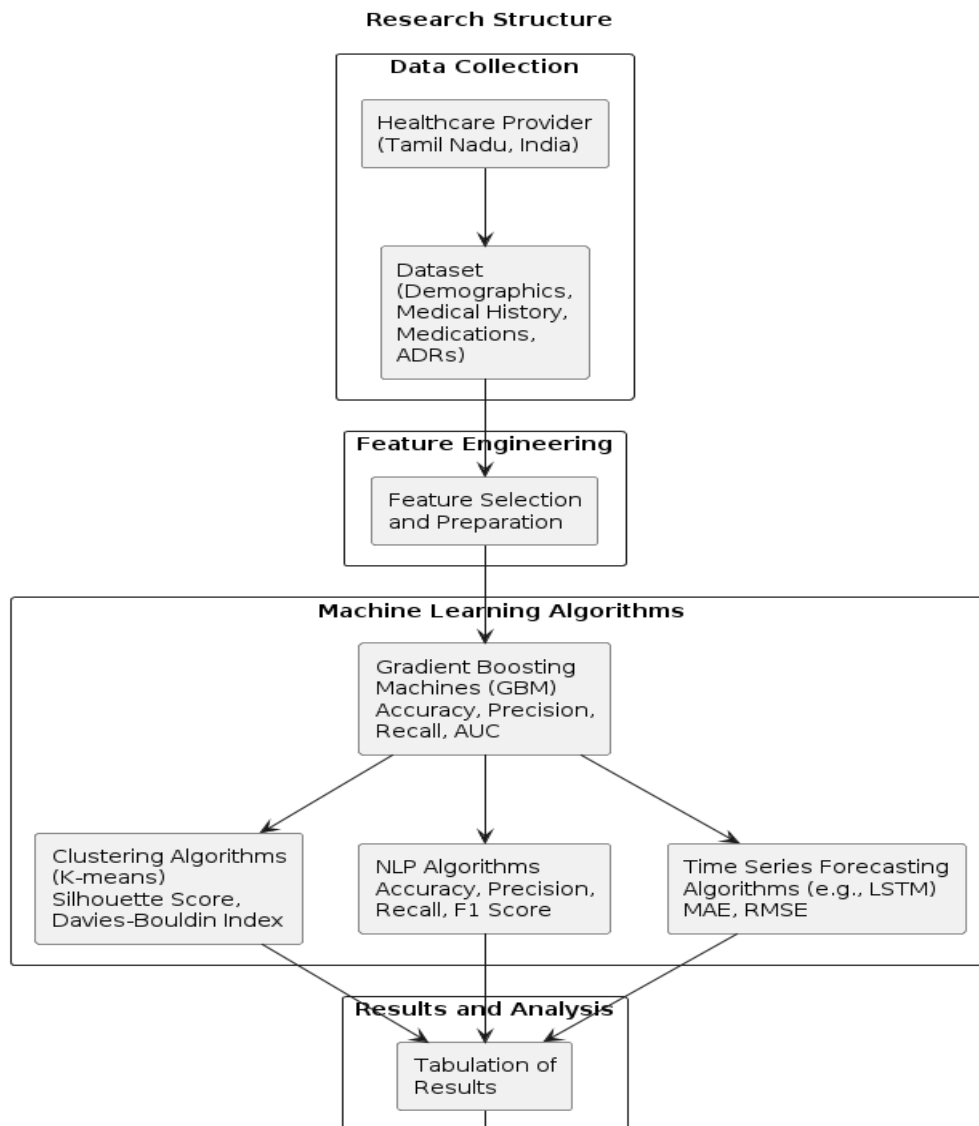 Research Structure
Data Collection
Healthcare Provider
(Tamil Nadu, India)
Dataset
(Demographics,
Medical History,
Medications,
ADRs)
Feature Engineering
Feature Selection
and Preparation
Machine Learning Algorithms
Gradient Boosting
Machines (GBM)
Accuracy, Precision,
Recall, AUC
Clustering Algorithms
(K-means)
Silhouette Score,
Davies-Bouldin Index
NLP Algorithms
Accuracy, Precision,
Recall, F1 Score
Time Series Forecasting
Algorithms (e.g., LSTM)
MAE, RMSE
Results and Analysis
Tabulation of
Results